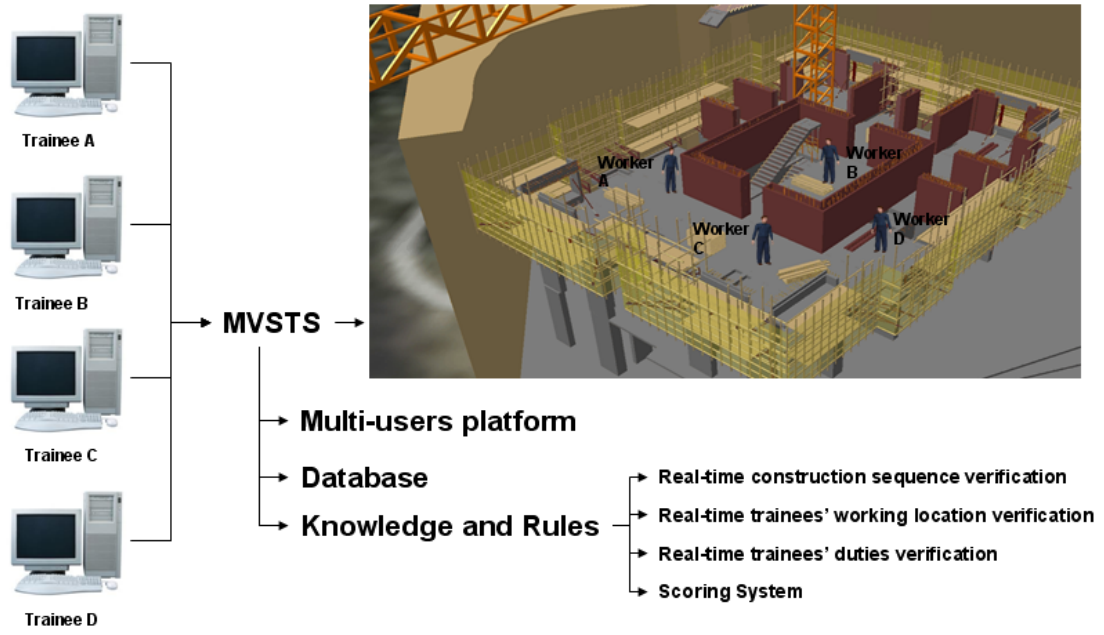 Trainee A
Trainee B
Trainee C
Trainee D
MVSTS
Worker
A
Worker
B
Worker
C
Worker
D
Multi-users platform
Database
Knowledge and Rules
Real-time construction sequence verification
Real-time trainees' working location verification
Real-time trainees' duties verification
Scoring System